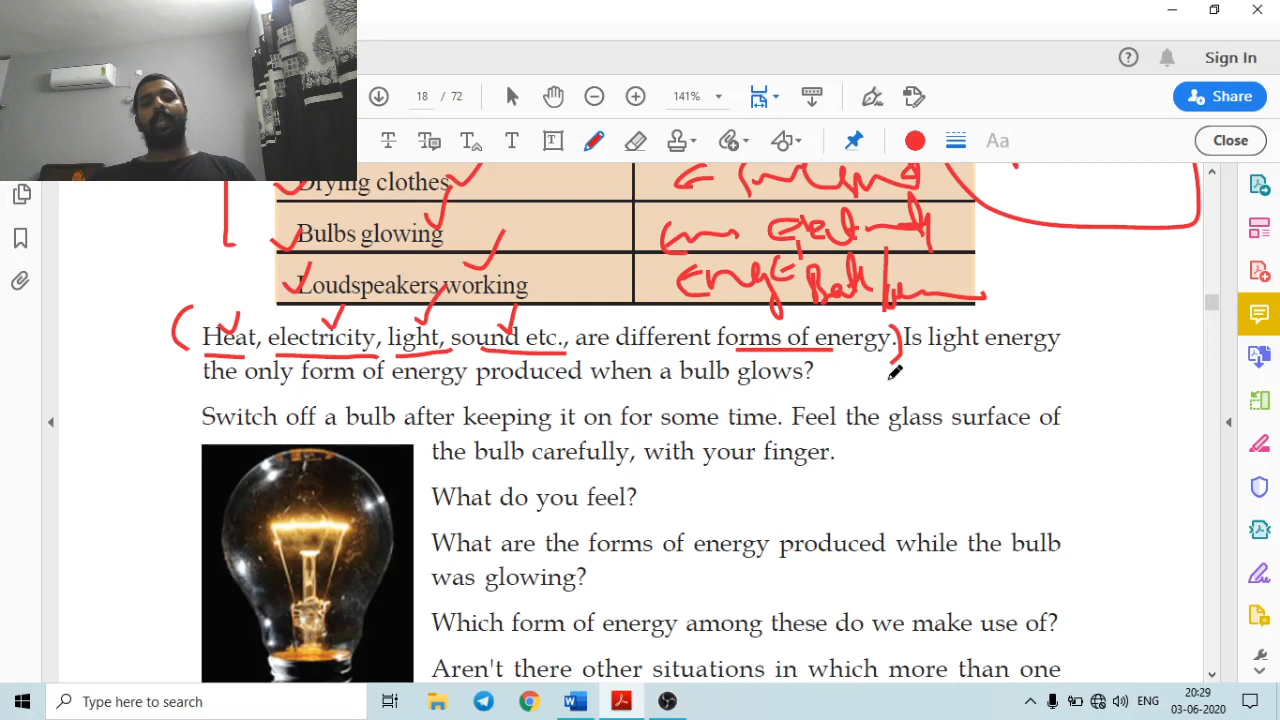 Sign In
18 / 72
141%
Share
Aa
Close
Drying clothes
Bulbs glowing
Loudspeakers working
Heat, electricity, light, sound etc., are different forms of energy. Is light energy
the only form of energy produced when a bulb glows?
Switch off a bulb after keeping it on for some time. Feel the glass surface of
the bulb carefully, with your finger.
What do you feel?
What are the forms of energy produced while the bulb
was glowing?
Which form of energy among these do we make use of?
Aren't there other situations in which more than one
Type here to search
ENG
20:29
03-06-2020